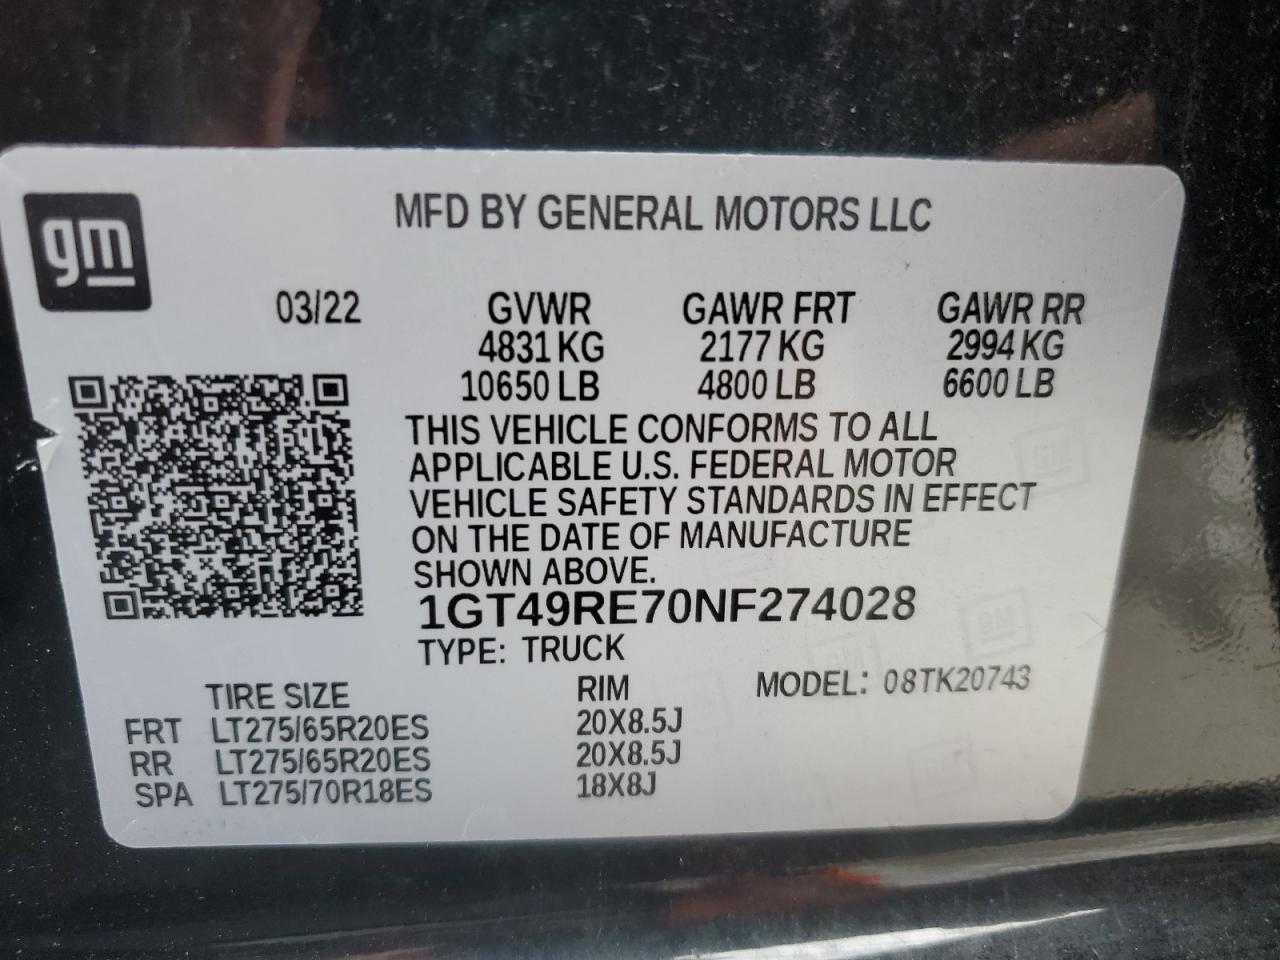 gm
MFD BY GENERAL MOTORS LLC
03/22 GVWR GAWR FRT GAWR RR
4831 KG 2177 KG 2994 KG
10650 LB 4800 LB 6600 LB
THIS VEHICLE CONFORMS TO ALL
APPLICABLE U.S. FEDERAL MOTOR
VEHICLE SAFETY STANDARDS IN EFFECT
ON THE DATE OF MANUFACTURE
SHOWN ABOVE.
1GT49RE70NF274028
TYPE: TRUCK
TIRE SIZE RIM MODEL: 08TK20743
FRT LT275/65R20ES 20X8.5J
RR LT275/65R20ES 20X8.5J
SPA LT275/70R18ES 18X8J